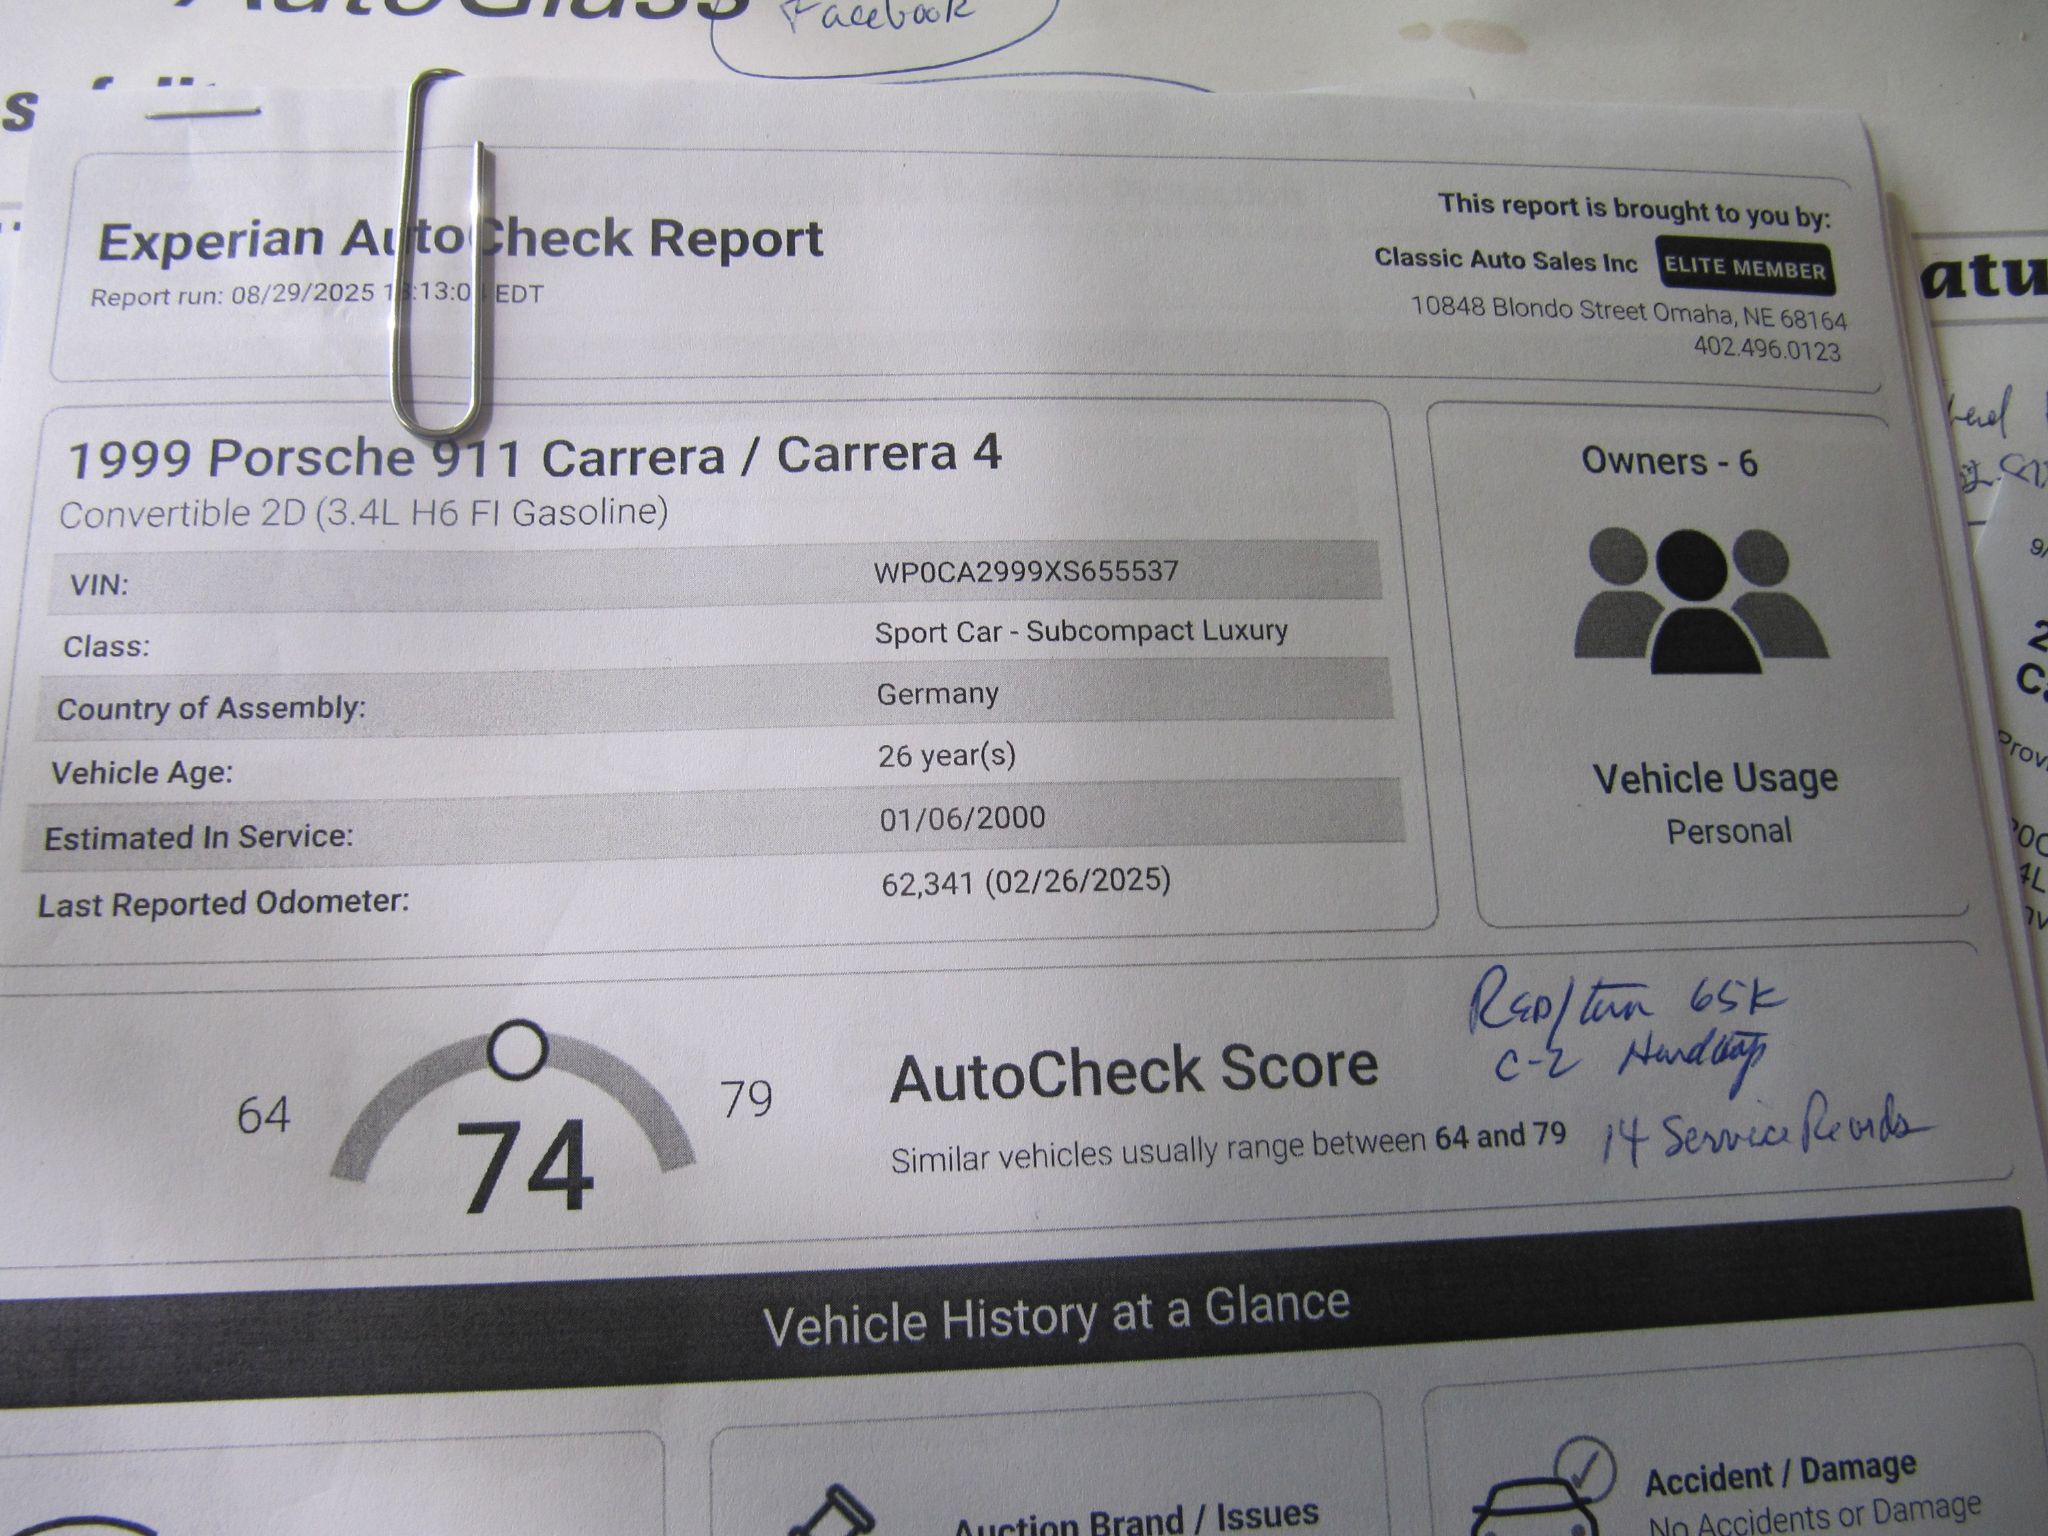 AutoGlass
Facebook
s
Experian AutoCheck Report
Report run: 08/29/2025 EDT
This report is brought to you by:
Classic Auto Sales Inc ELITE MEMBER
10848 Blondo Street Omaha, NE 68164
402.496.0123
atu
1999 Porsche 911 Carrera / Carrera 4
Convertible 2D (3.4L H6 FI Gasoline)
VIN: WP0CA2999XS655537
Class: Sport Car - Subcompact Luxury
Country of Assembly: Germany
Vehicle Age: 26 year(s)
Estimated In Service: 01/06/2000
Last Reported Odometer: 62,341 (02/26/2025)
Owners - 6
Vehicle Usage
Personal
64 74 79
AutoCheck Score
Similar vehicles usually range between 64 and 79
RED/tan 65K
C-2 Hardtop
14 Service Records
Vehicle History at a Glance
Auction Brand / Issues
Accident / Damage
No Accidents or Damage